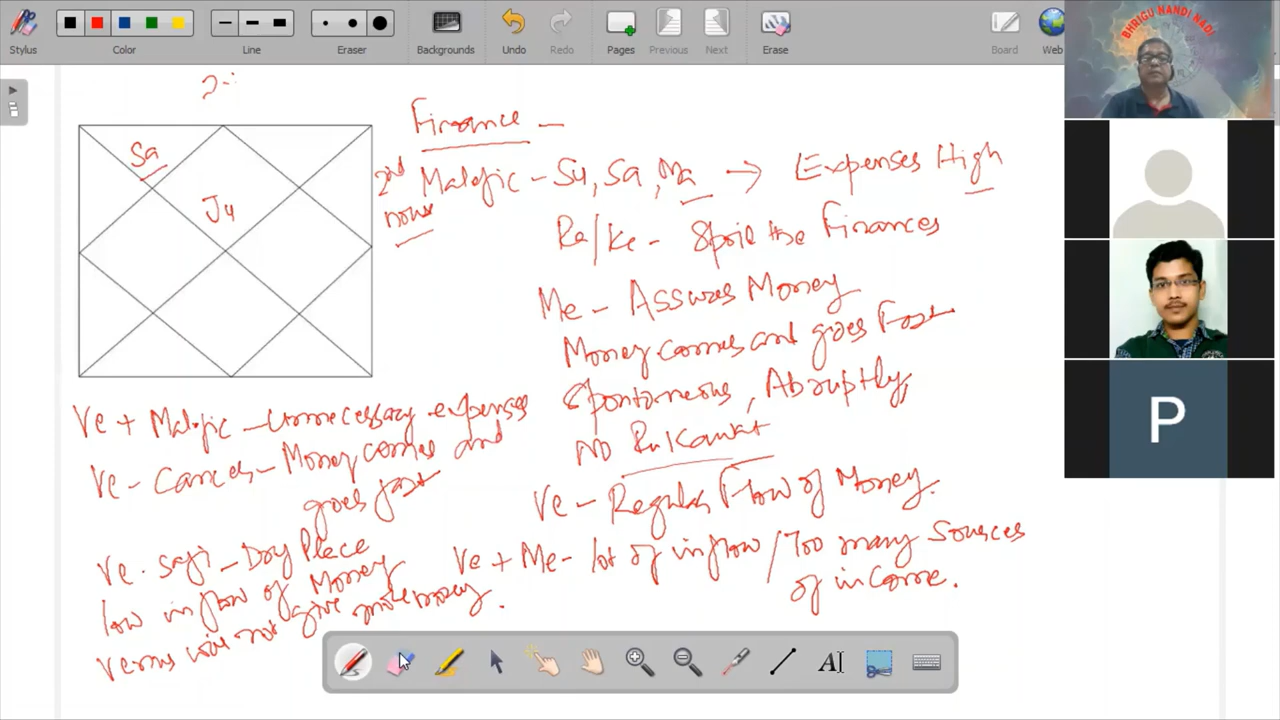 Stylus
Color
Line
Eraser
Backgrounds
Undo
Redo
Pages
Previous
Next
Erase
Board
Web
BHRIGU NANDI NADI
Finance -
Sa
Ju
2nd house
Malefic - Su, Sa, Ma → Expenses High
Ra/Ke - Spoil the Finances
Me - Assures Money
Money comes and goes Fast
Spontaneous, Abruptly,
NO
Ve - Regular Flow of Money.
Ve + Me - lot of inflow / Too many Sources
of income.
Ve + Malefic - Unnecessary expenses
Ve - Cancer - Money comes and
goes fast
Ve - Sagi - Dry Place
low inflow of Money
Venus will not give more money.
P